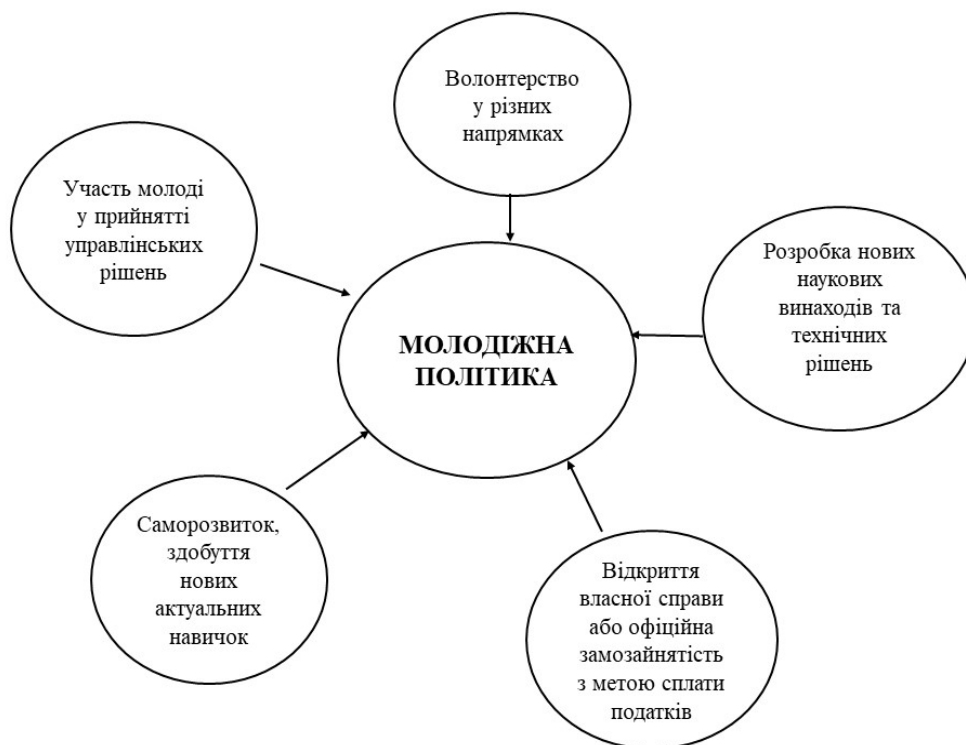 Волонтерство
у різних
напрямках
Участь молоді
у прийнятті
управлінських
рішень
Розробка нових
наукових
винаходів та
технічних
рішень
МОЛОДІЖНА
ПОЛІТИКА
Саморозвиток,
здобуття
нових
актуальних
навичок
Відкриття
власної справи
або офіційна
замозайнятість
з метою сплати
податків